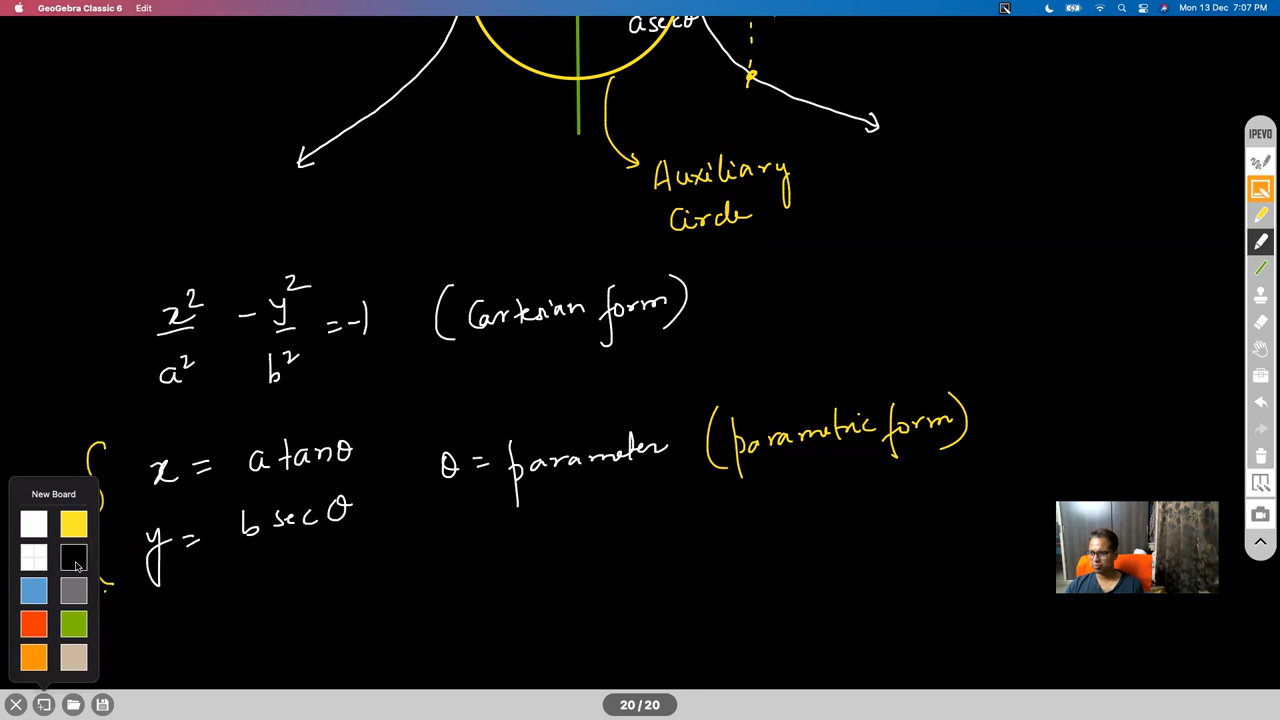 GeoGebra Classic 6 Edit Mon 13 Dec 7:07 PM
a secθ
IPEVO
Auxiliary
Circle
x²/a² - y²/b² = -1 (Cartesian form)
x = a tanθ θ = parameter (parametric form)
y = b sec θ
New Board
20 / 20